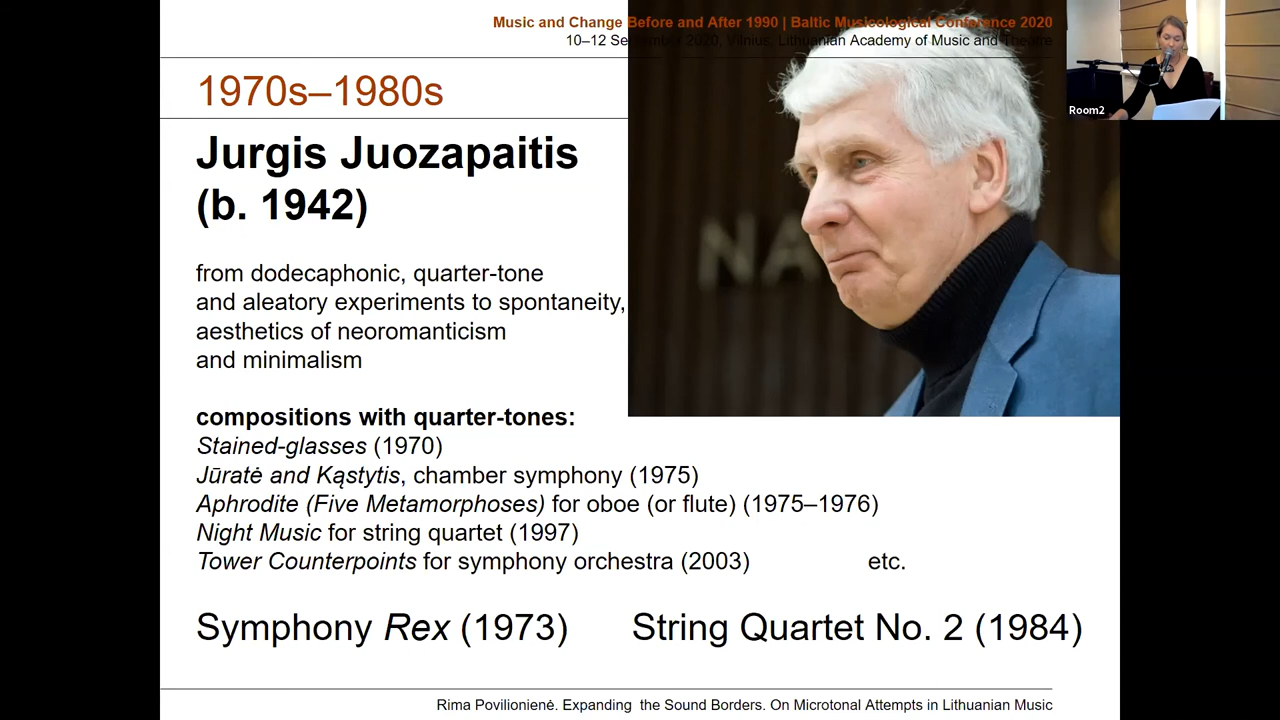 Music and Change Before and After 1990 | Baltic Musicological Conference 2020
10–12 September 2020, Vilnius, Lithuanian Academy of Music and Theatre
Room2
1970s–1980s
Jurgis Juozapaitis
(b. 1942)
NA
from dodecaphonic, quarter-tone
and aleatory experiments to spontaneity,
aesthetics of neoromanticism
and minimalism
compositions with quarter-tones:
Stained-glasses (1970)
Jūratė and Kąstytis, chamber symphony (1975)
Aphrodite (Five Metamorphoses) for oboe (or flute) (1975–1976)
Night Music for string quartet (1997)
Tower Counterpoints for symphony orchestra (2003) etc.
Symphony Rex (1973) String Quartet No. 2 (1984)
Rima Povilionienė. Expanding the Sound Borders. On Microtonal Attempts in Lithuanian Music